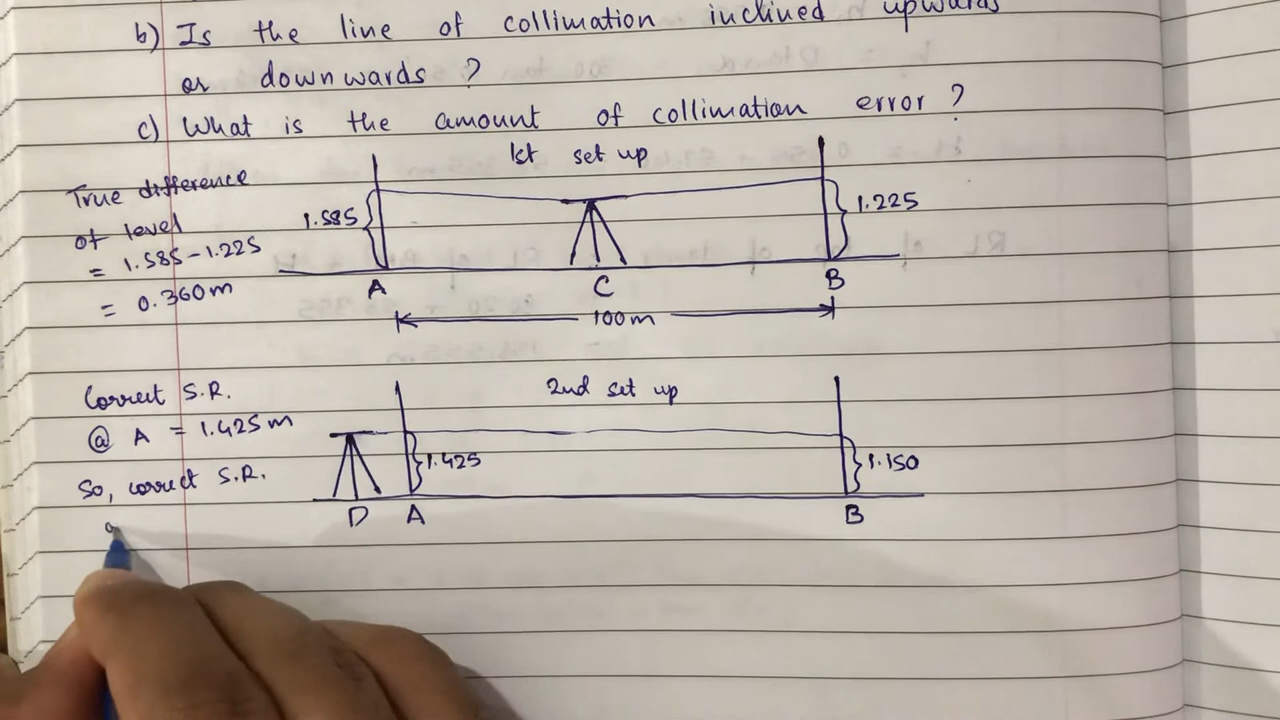 b) Is the line of collimation inclined upwards
or downwards ?
c) What is the amount of collimation error ?
1st set up
True difference
of level
= 1.585 - 1.225
= 0.360m
1.585
1.225
A
C
B
100m
Correct S.R.
@ A = 1.425m
So, correct S.R.
2nd set up
1.425
1.150
D A
B